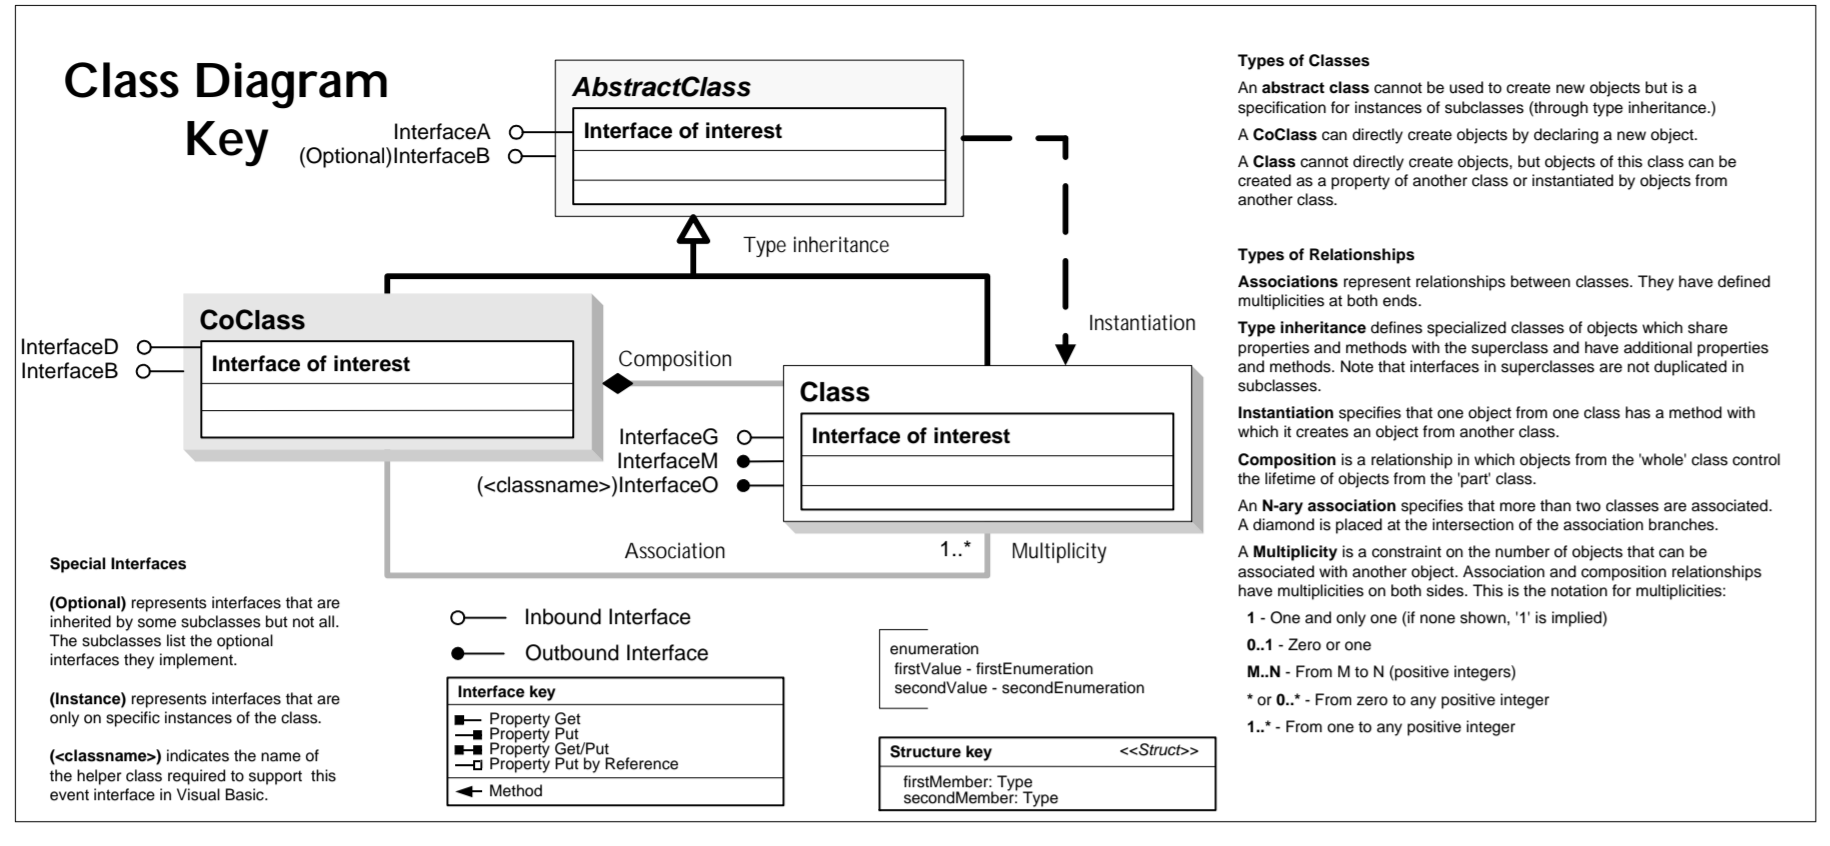 Class Diagram
Key
AbstractClass
Interface of interest
InterfaceA
(Optional)InterfaceB
Type inheritance
Instantiation
CoClass
Interface of interest
InterfaceD
InterfaceB
Composition
Class
Interface of interest
InterfaceG
InterfaceM
(<classname>)InterfaceO
Association
1..*
Multiplicity
Special Interfaces
(Optional) represents interfaces that are
inherited by some subclasses but not all.
The subclasses list the optional
interfaces they implement.
(Instance) represents interfaces that are
only on specific instances of the class.
(<classname>) indicates the name of
the helper class required to support this
event interface in Visual Basic.
Inbound Interface
Outbound Interface
Interface key
Property Get
Property Put
Property Get/Put
Property Put by Reference
Method
enumeration
firstValue - firstEnumeration
secondValue - secondEnumeration
Structure key <<Struct>>
firstMember: Type
secondMember: Type
Types of Classes
An abstract class cannot be used to create new objects but is a
specification for instances of subclasses (through type inheritance.)
A CoClass can directly create objects by declaring a new object.
A Class cannot directly create objects, but objects of this class can be
created as a property of another class or instantiated by objects from
another class.
Types of Relationships
Associations represent relationships between classes. They have defined
multiplicities at both ends.
Type inheritance defines specialized classes of objects which share
properties and methods with the superclass and have additional properties
and methods. Note that interfaces in superclasses are not duplicated in
subclasses.
Instantiation specifies that one object from one class has a method with
which it creates an object from another class.
Composition is a relationship in which objects from the 'whole' class control
the lifetime of objects from the 'part' class.
An N-ary association specifies that more than two classes are associated.
A diamond is placed at the intersection of the association branches.
A Multiplicity is a constraint on the number of objects that can be
associated with another object. Association and composition relationships
have multiplicities on both sides. This is the notation for multiplicities:
1 - One and only one (if none shown, '1' is implied)
0..1 - Zero or one
M..N - From M to N (positive integers)
* or 0..* - From zero to any positive integer
1..* - From one to any positive integer